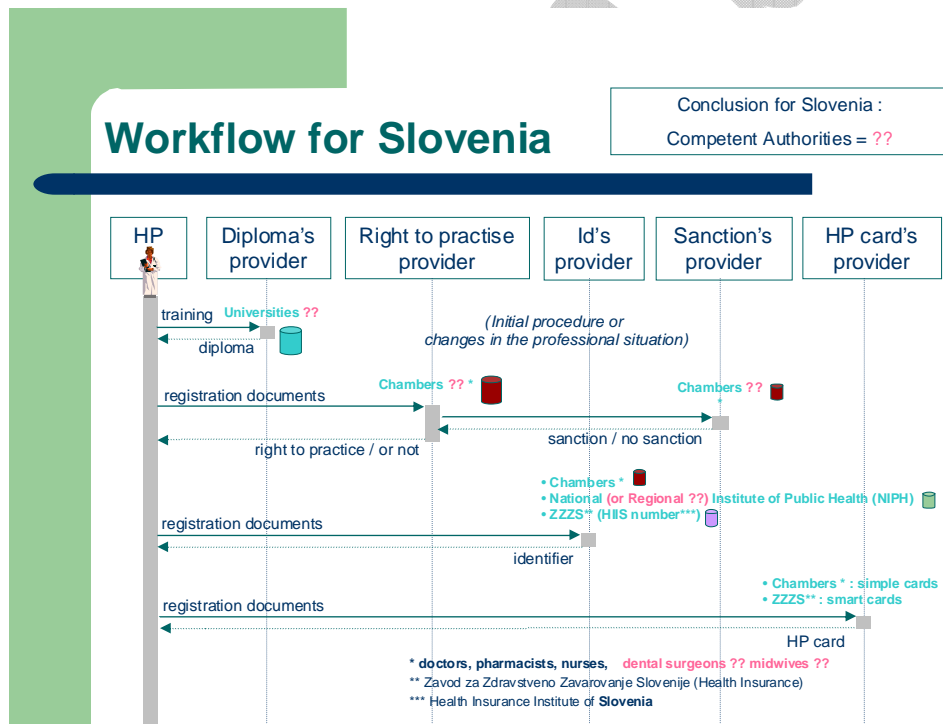 Conclusion for Slovenia :
Competent Authorities = ??
Workflow for Slovenia
HP
Diploma's
provider
Right to practise
provider
Id's
provider
Sanction's
provider
HP card's
provider
training
Universities ??
diploma
(Initial procedure or
changes in the professional situation)
Chambers ?? *
Chambers ??
*
registration documents
right to practice / or not
sanction / no sanction
• Chambers *
• National (or Regional ??) Institute of Public Health (NIPH)
• ZZZS** (HIIS number***)
registration documents
identifier
• Chambers * : simple cards
• ZZZS** : smart cards
registration documents
HP card
* doctors, pharmacists, nurses, dental surgeons ?? midwives ??
** Zavod za Zdravstveno Zavarovanje Slovenije (Health Insurance)
*** Health Insurance Institute of Slovenia